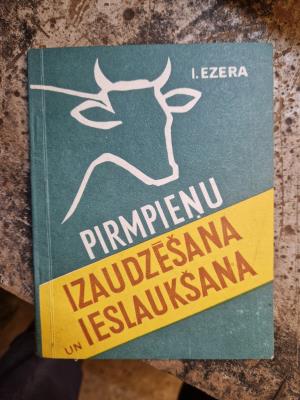 I. EZERA
PIRMPIEŅU
IZAUDZĒŠANA
UN IESLAUKŠANA